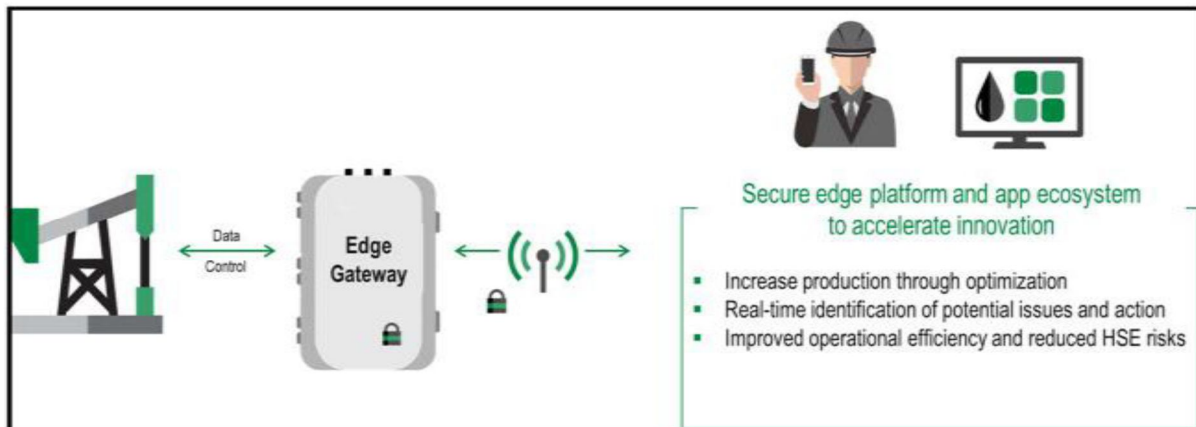 Data
Control
Edge
Gateway
Secure edge platform and app ecosystem
to accelerate innovation
▪ Increase production through optimization
▪ Real-time identification of potential issues and action
▪ Improved operational efficiency and reduced HSE risks